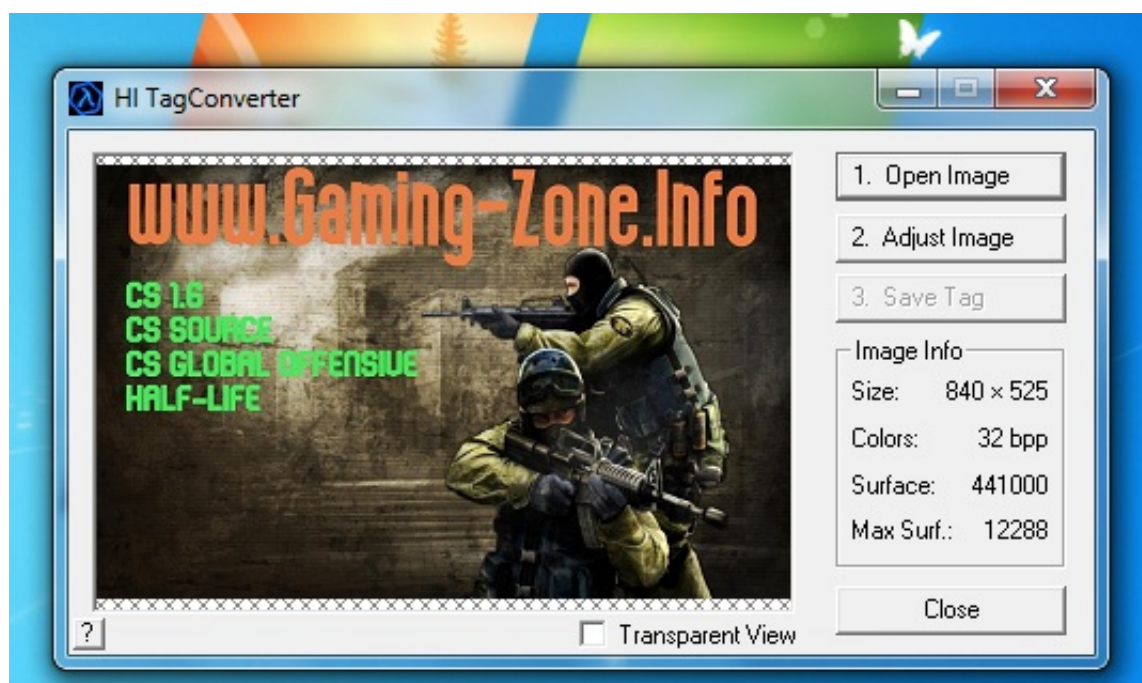 HI TagConverter
www.Gaming-Zone.Info
CS 1.6
CS SOURCE
CS GLOBAL OFFENSIVE
HALF-LIFE
1. Open Image
2. Adjust Image
3. Save Tag
Image Info
Size: 840 × 525
Colors: 32 bpp
Surface: 441000
Max Surf.: 12288
? Transparent View
Close